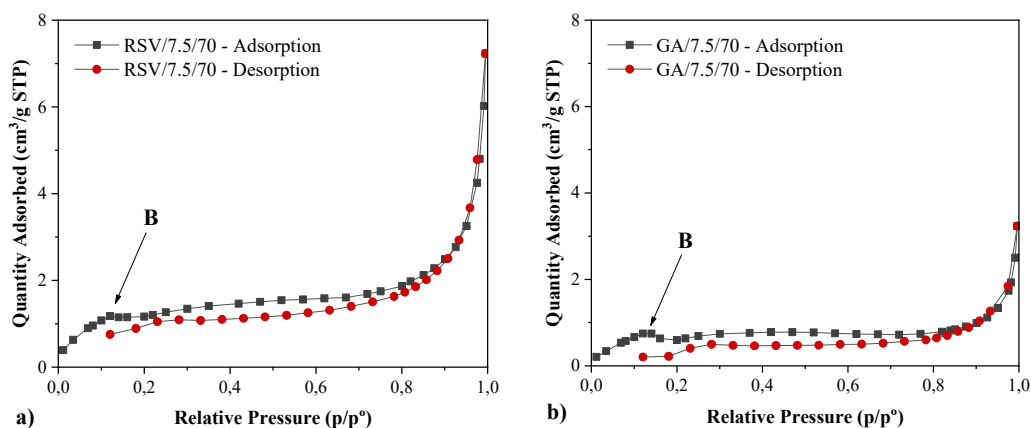 8
6
4
2
0
Quantity Adsorbed (cm³/g STP)
RSV/7.5/70 - Adsorption
RSV/7.5/70 - Desorption
B
0,0 0,2 0,4 0,6 0,8 1,0
Relative Pressure (p/pº)
a)
8
6
4
2
0
Quantity Adsorbed (cm³/g STP)
GA/7.5/70 - Adsorption
GA/7.5/70 - Desorption
B
0,0 0,2 0,4 0,6 0,8 1,0
Relative Pressure (p/pº)
b)